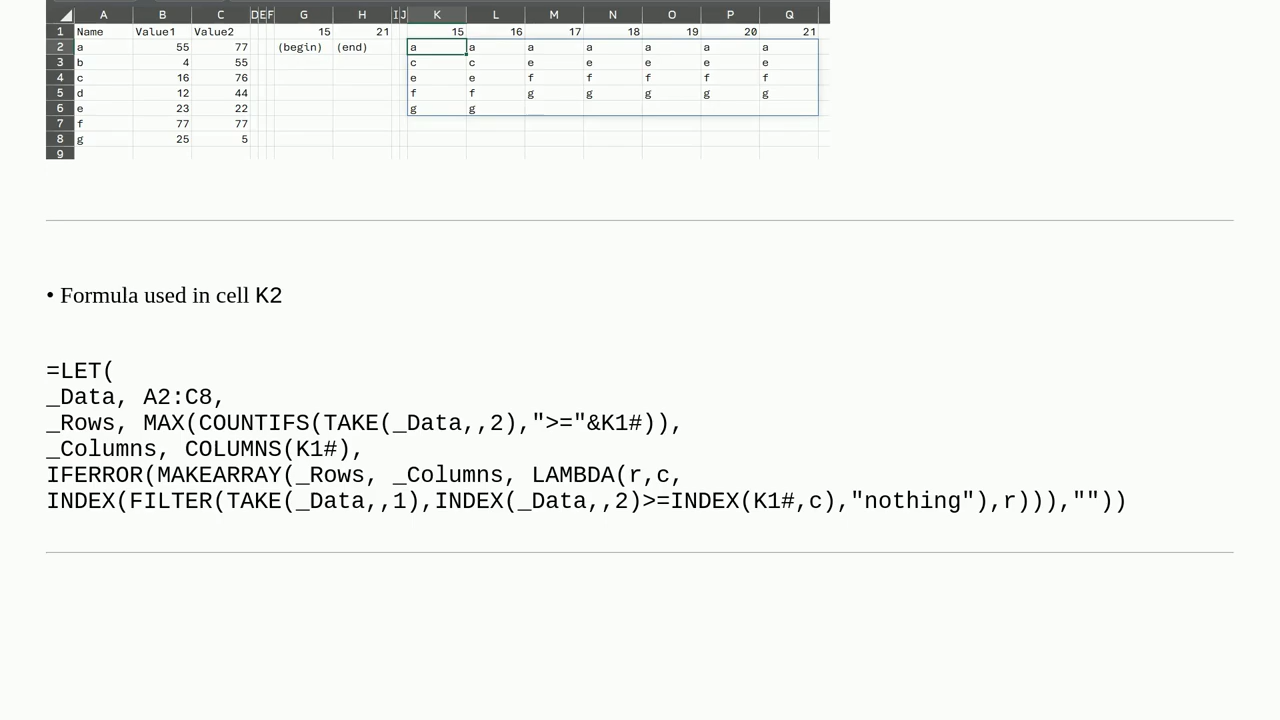 A B C D E F G H I J K L M N O P Q
1 Name Value1 Value2 15 21 15 16 17 18 19 20 21
2 a 55 77 (begin) (end) a a a a a a a
3 b 4 55 c c e e e e e
4 c 16 76 e e f f f f f
5 d 12 44 f f g g g g g
6 e 23 22 g g
7 f 77 77
8 g 25 5
9
• Formula used in cell K2
=LET(
_Data, A2:C8,
_Rows, MAX(COUNTIFS(TAKE(_Data,,2),">="&K1#)),
_Columns, COLUMNS(K1#),
IFERROR(MAKEARRAY(_Rows, _Columns, LAMBDA(r,c,
INDEX(FILTER(TAKE(_Data,,1),INDEX(_Data,,2)>=INDEX(K1#,c),"nothing"),r))),""))